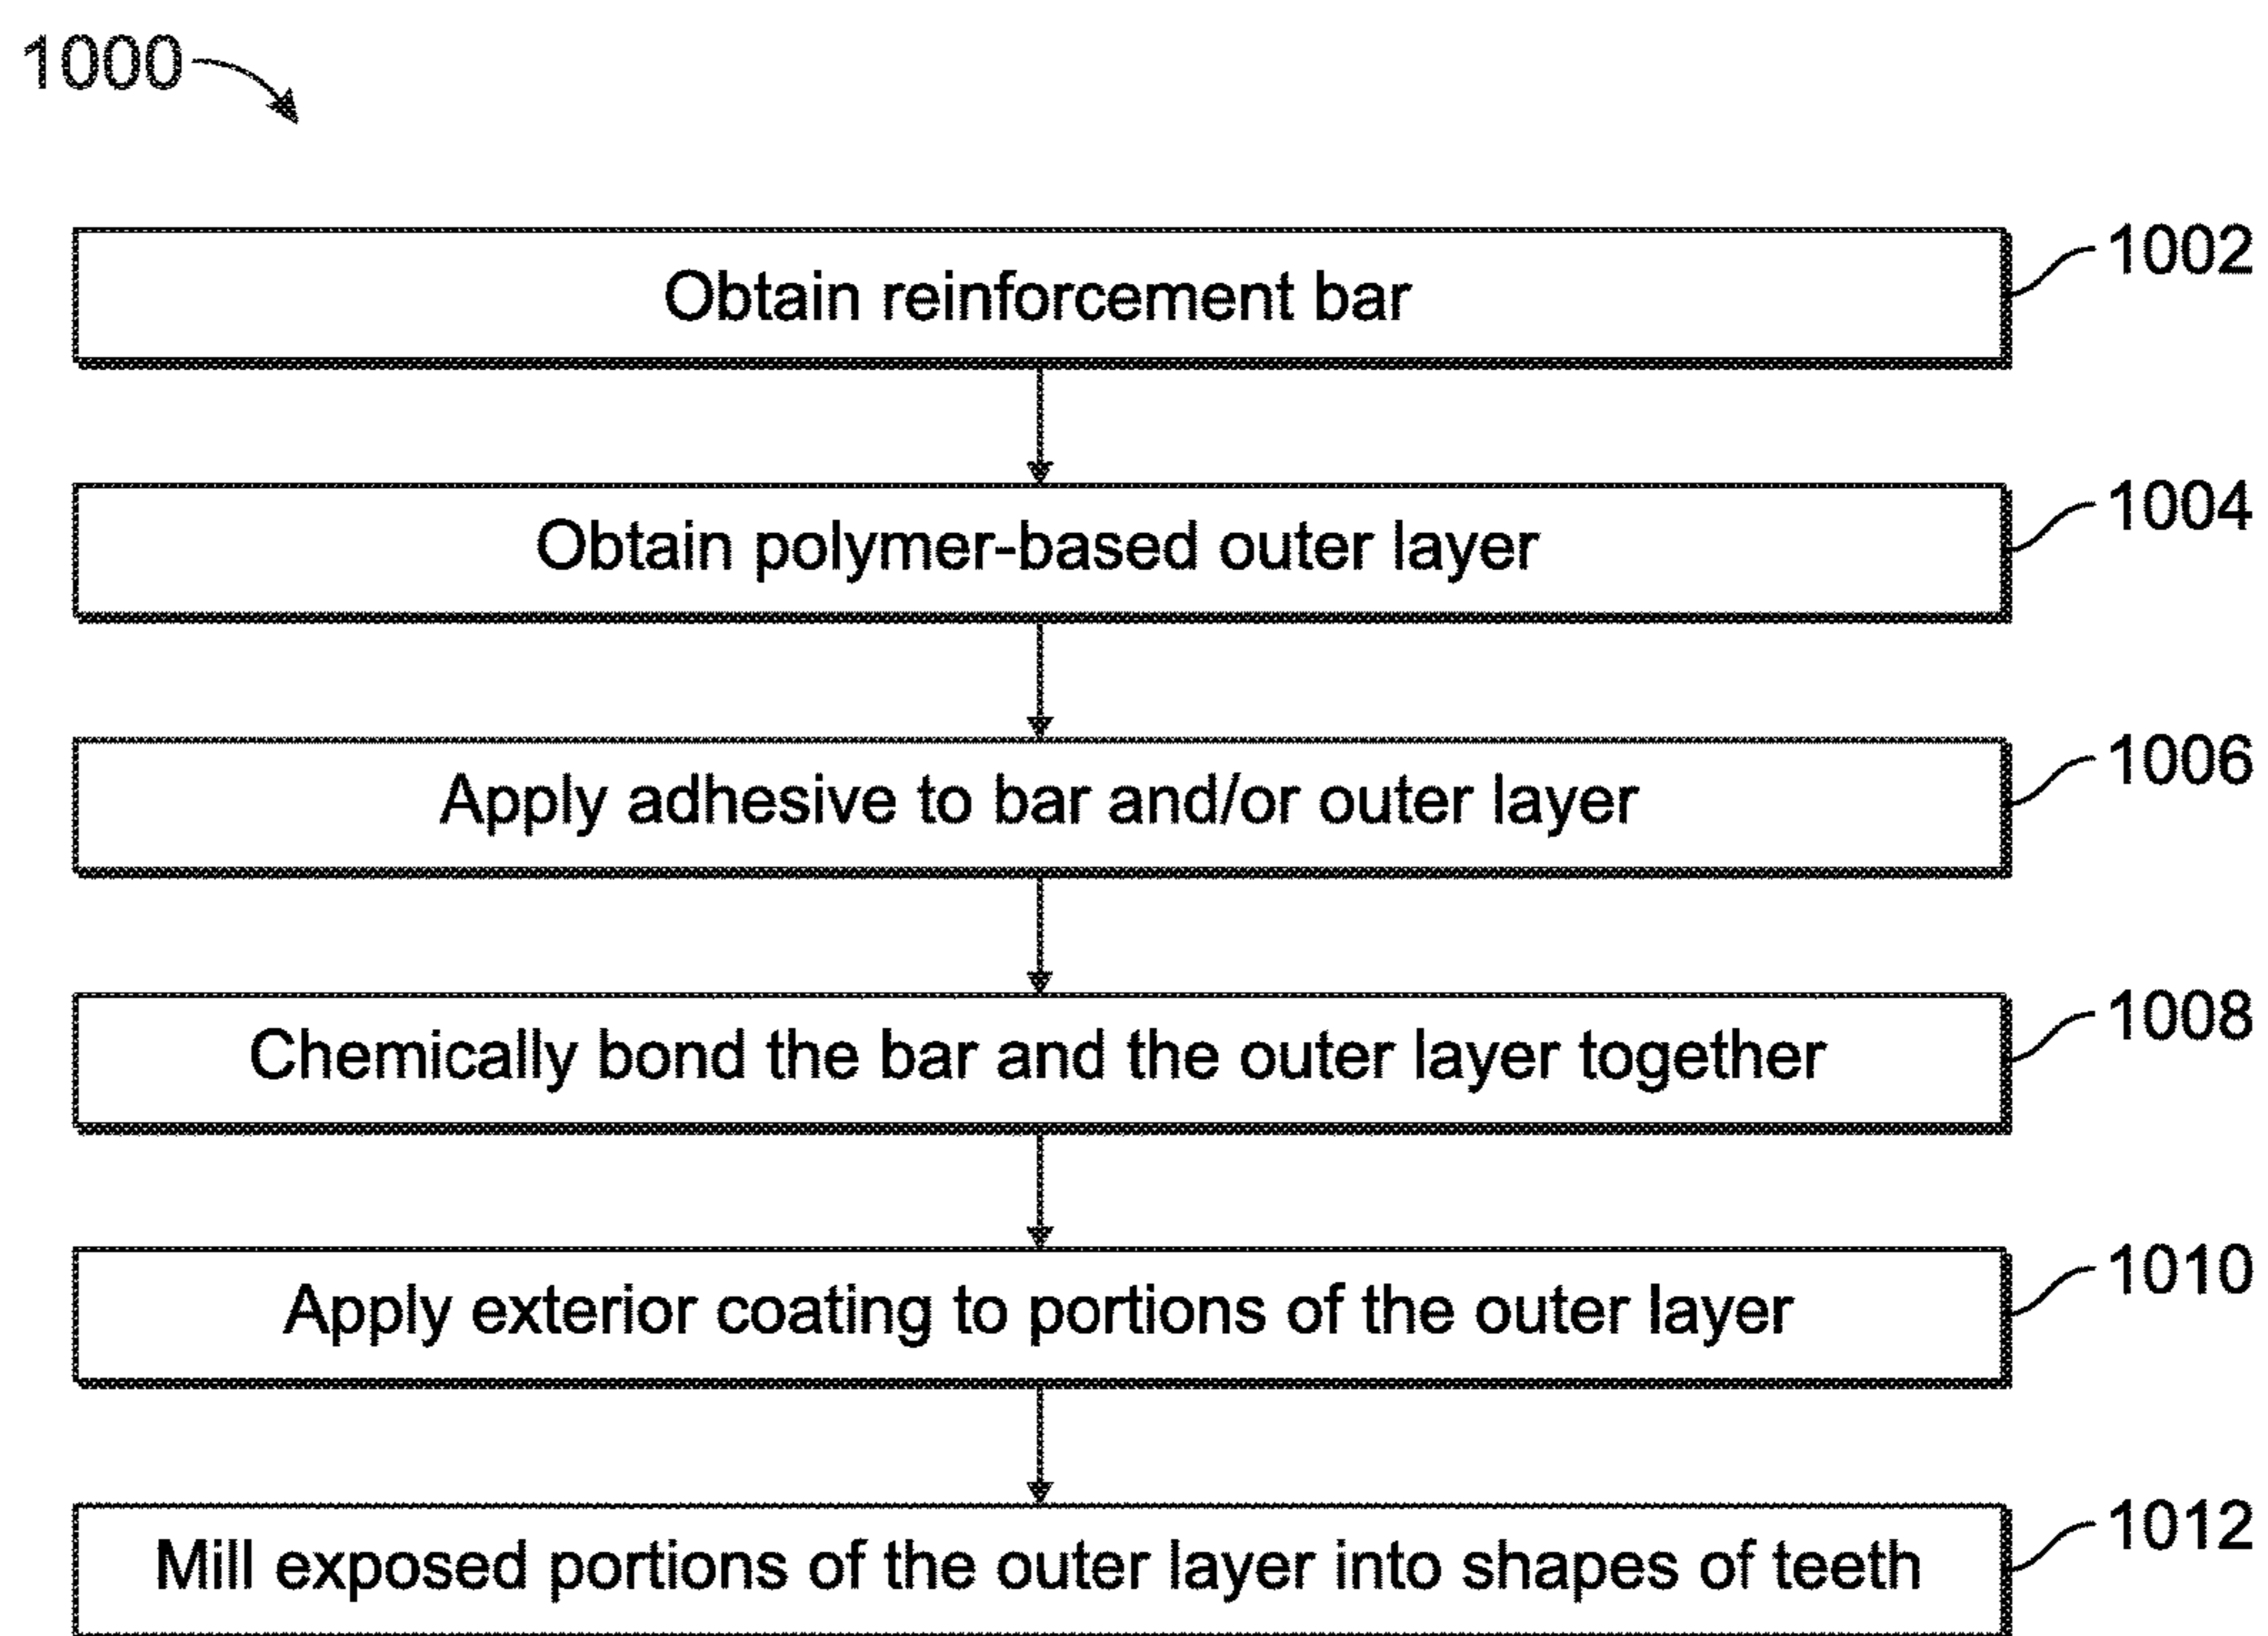 1000
Obtain reinforcement bar
1002
Obtain polymer-based outer layer
1004
Apply adhesive to bar and/or outer layer
1006
Chemically bond the bar and the outer layer together
1008
Apply exterior coating to portions of the outer layer
1010
Mill exposed portions of the outer layer into shapes of teeth
1012